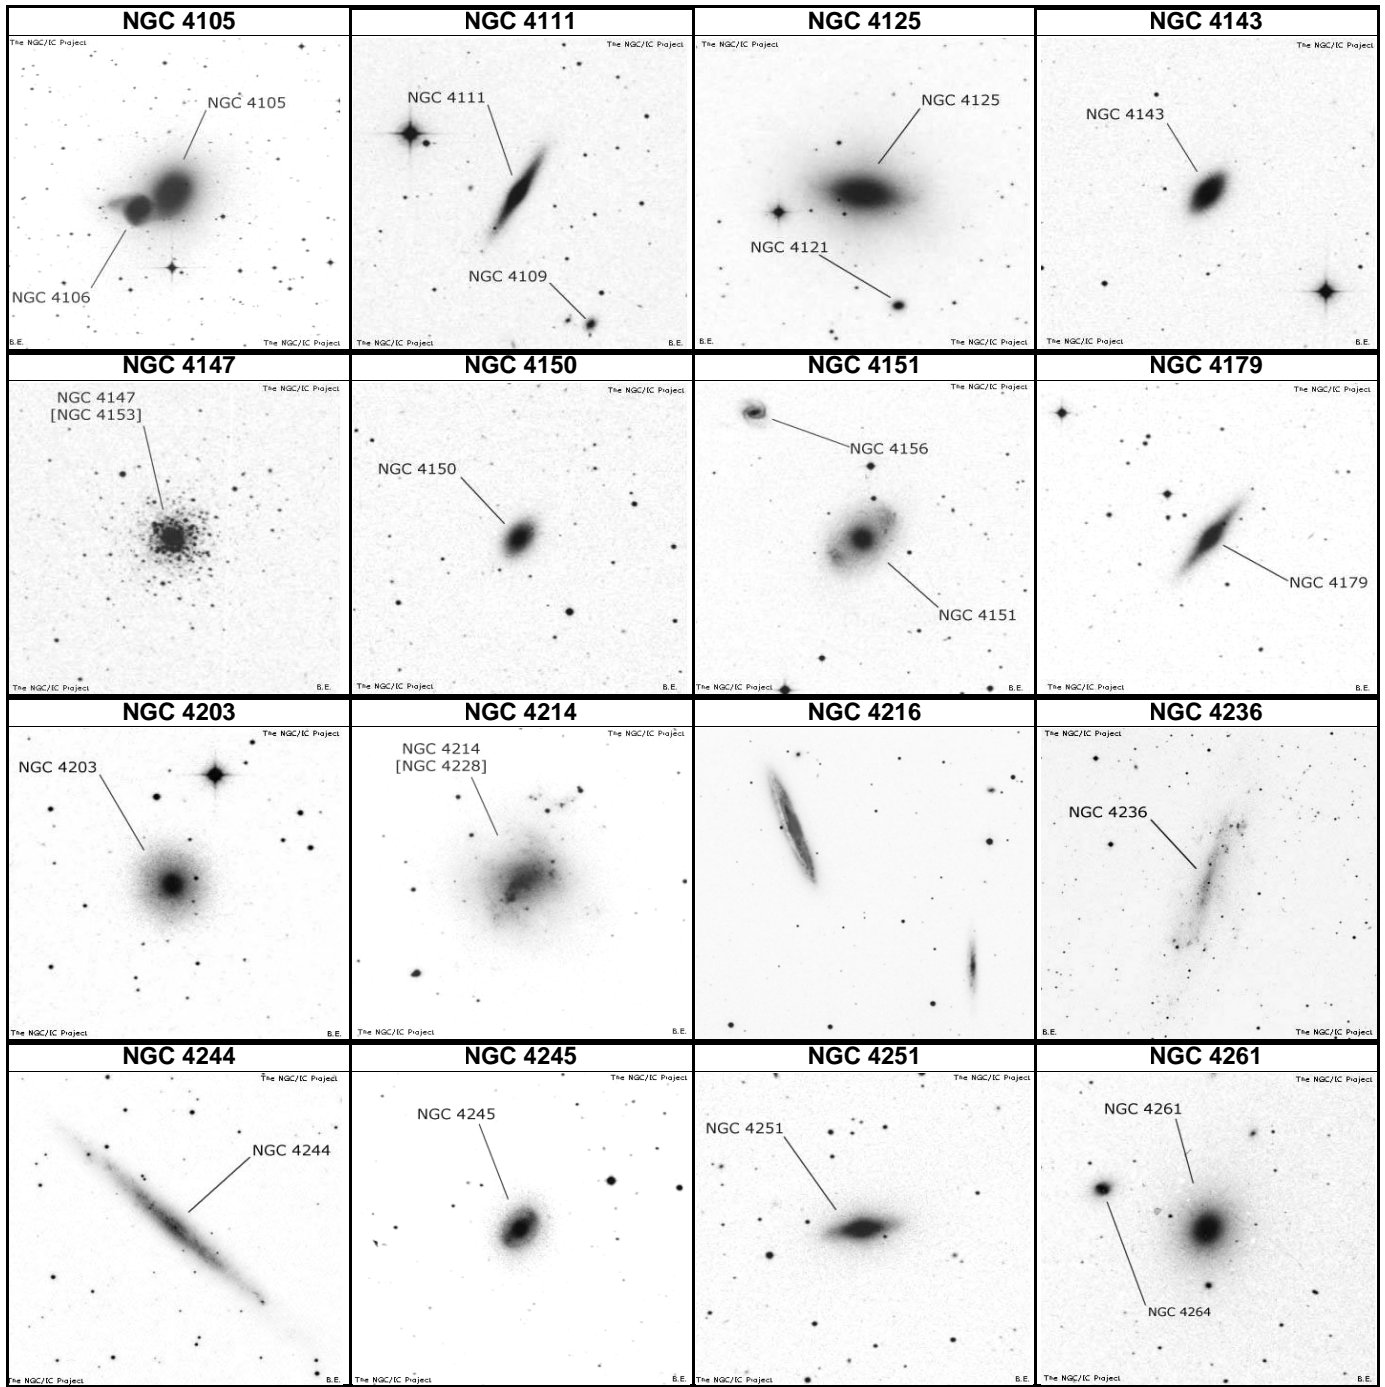 NGC 4105
NGC 4111
NGC 4125
NGC 4143
The NGC/IC Project
NGC 4105
NGC 4106
B.E.
The NGC/IC Project
The NGC/IC Project
NGC 4111
NGC 4109
The NGC/IC Project
B.E.
The NGC/IC Project
NGC 4125
NGC 4121
B.E.
The NGC/IC Project
The NGC/IC Project
NGC 4143
The NGC/IC Project
B.E.
NGC 4147
NGC 4150
NGC 4151
NGC 4179
The NGC/IC Project
NGC 4147
[NGC 4153]
The NGC/IC Project
B.E.
The NGC/IC Project
NGC 4150
The NGC/IC Project
B.E.
NGC 4156
NGC 4151
The NGC/IC Project
B.E.
The NGC/IC Project
NGC 4179
The NGC/IC Project
B.E.
NGC 4203
NGC 4214
NGC 4216
NGC 4236
The NGC/IC Project
NGC 4203
The NGC/IC Project
B.E.
The NGC/IC Project
NGC 4214
[NGC 4228]
The NGC/IC Project
B.E.
The NGC/IC Project
NGC 4236
B.E.
The NGC/IC Project
NGC 4244
NGC 4245
NGC 4251
NGC 4261
The NGC/IC Project
NGC 4244
The NGC/IC Project
B.E.
The NGC/IC Project
NGC 4245
The NGC/IC Project
B.E.
The NGC/IC Project
NGC 4251
The NGC/IC Project
B.E.
The NGC/IC Project
NGC 4261
NGC 4264
The NGC/IC Project
B.E.